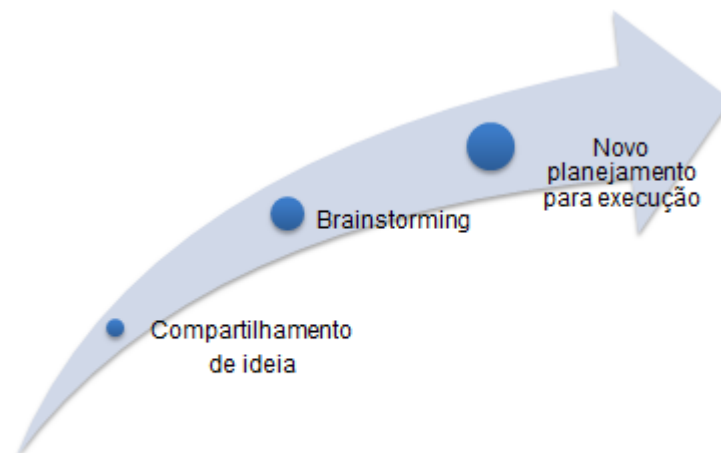 Novo
planejamento
para execução
Brainstorming
Compartilhamento
de ideia